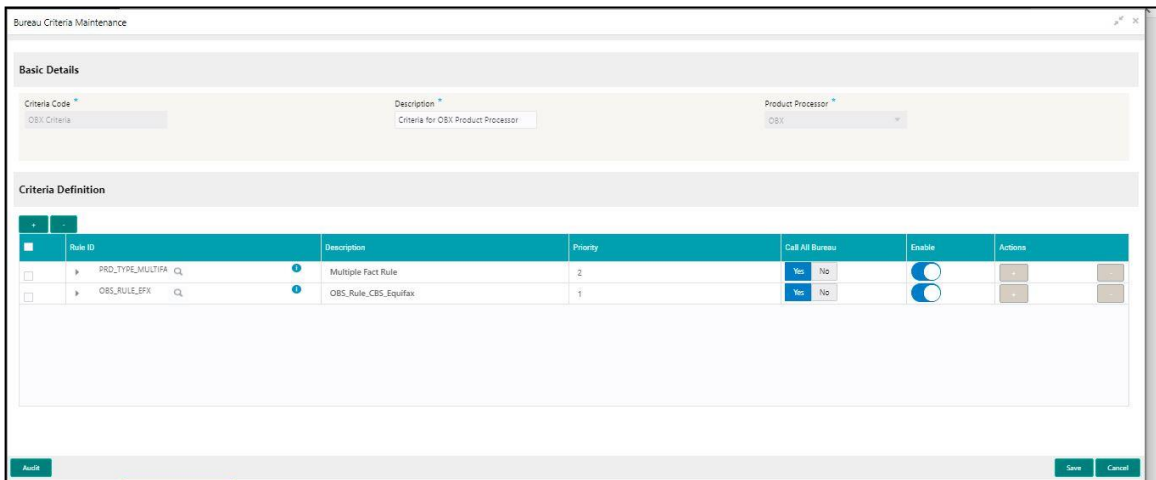 Bureau Criteria Maintenance
Basic Details
Criteria Code * Description * Product Processor *
OBX Criteria Criteria for OBX Product Processor OBX
Criteria Definition
+ -
Rule ID Description Priority Call All Bureau Enable Actions
PRD_TYPE_MULTIFA Multiple Fact Rule 2 Yes No + -
OBS_RULE_EFX OBS_Rule_CBS_Equifax 1 Yes No + -
Audit Save Cancel